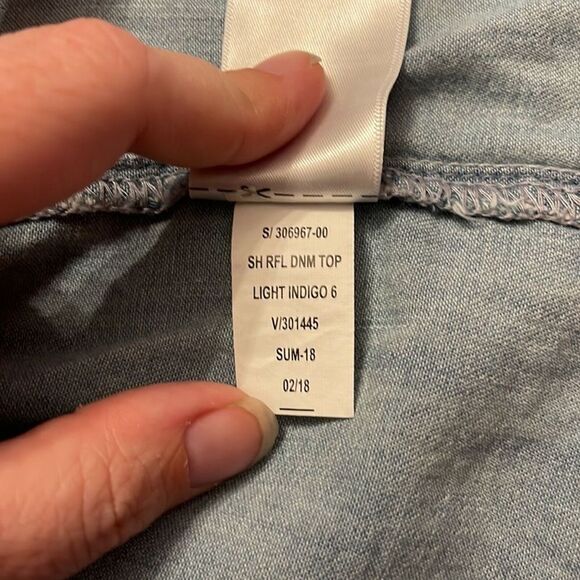 S/ 306967-00
SH RFL DNM TOP
LIGHT INDIGO 6
V/301445
SUM-18
02/18